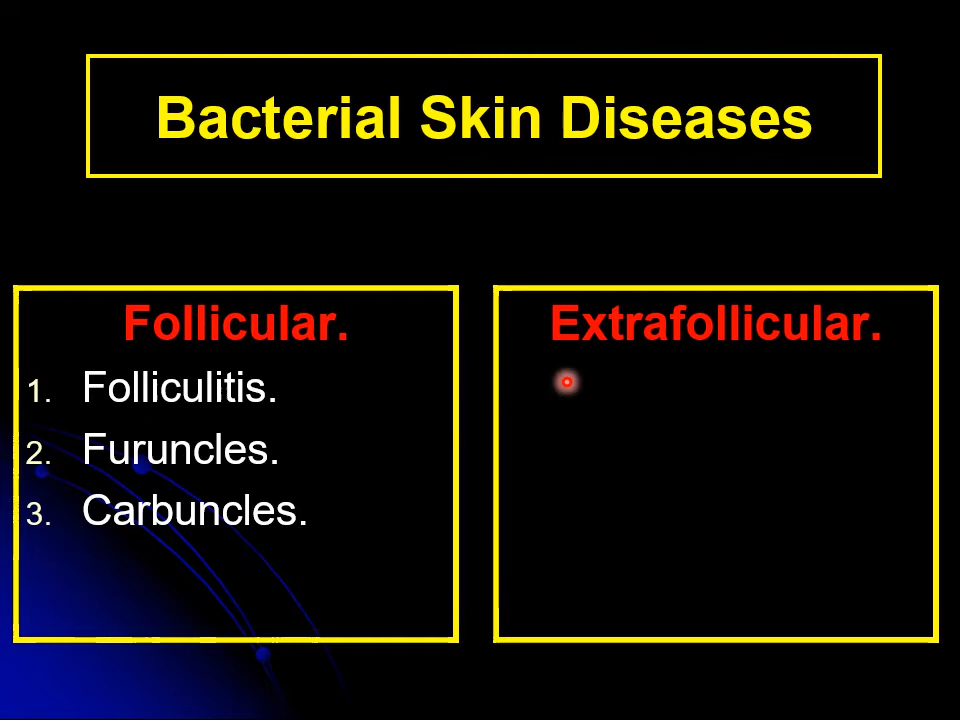 Bacterial Skin Diseases
Follicular.
1. Folliculitis.
2. Furuncles.
3. Carbuncles.
Extrafollicular.